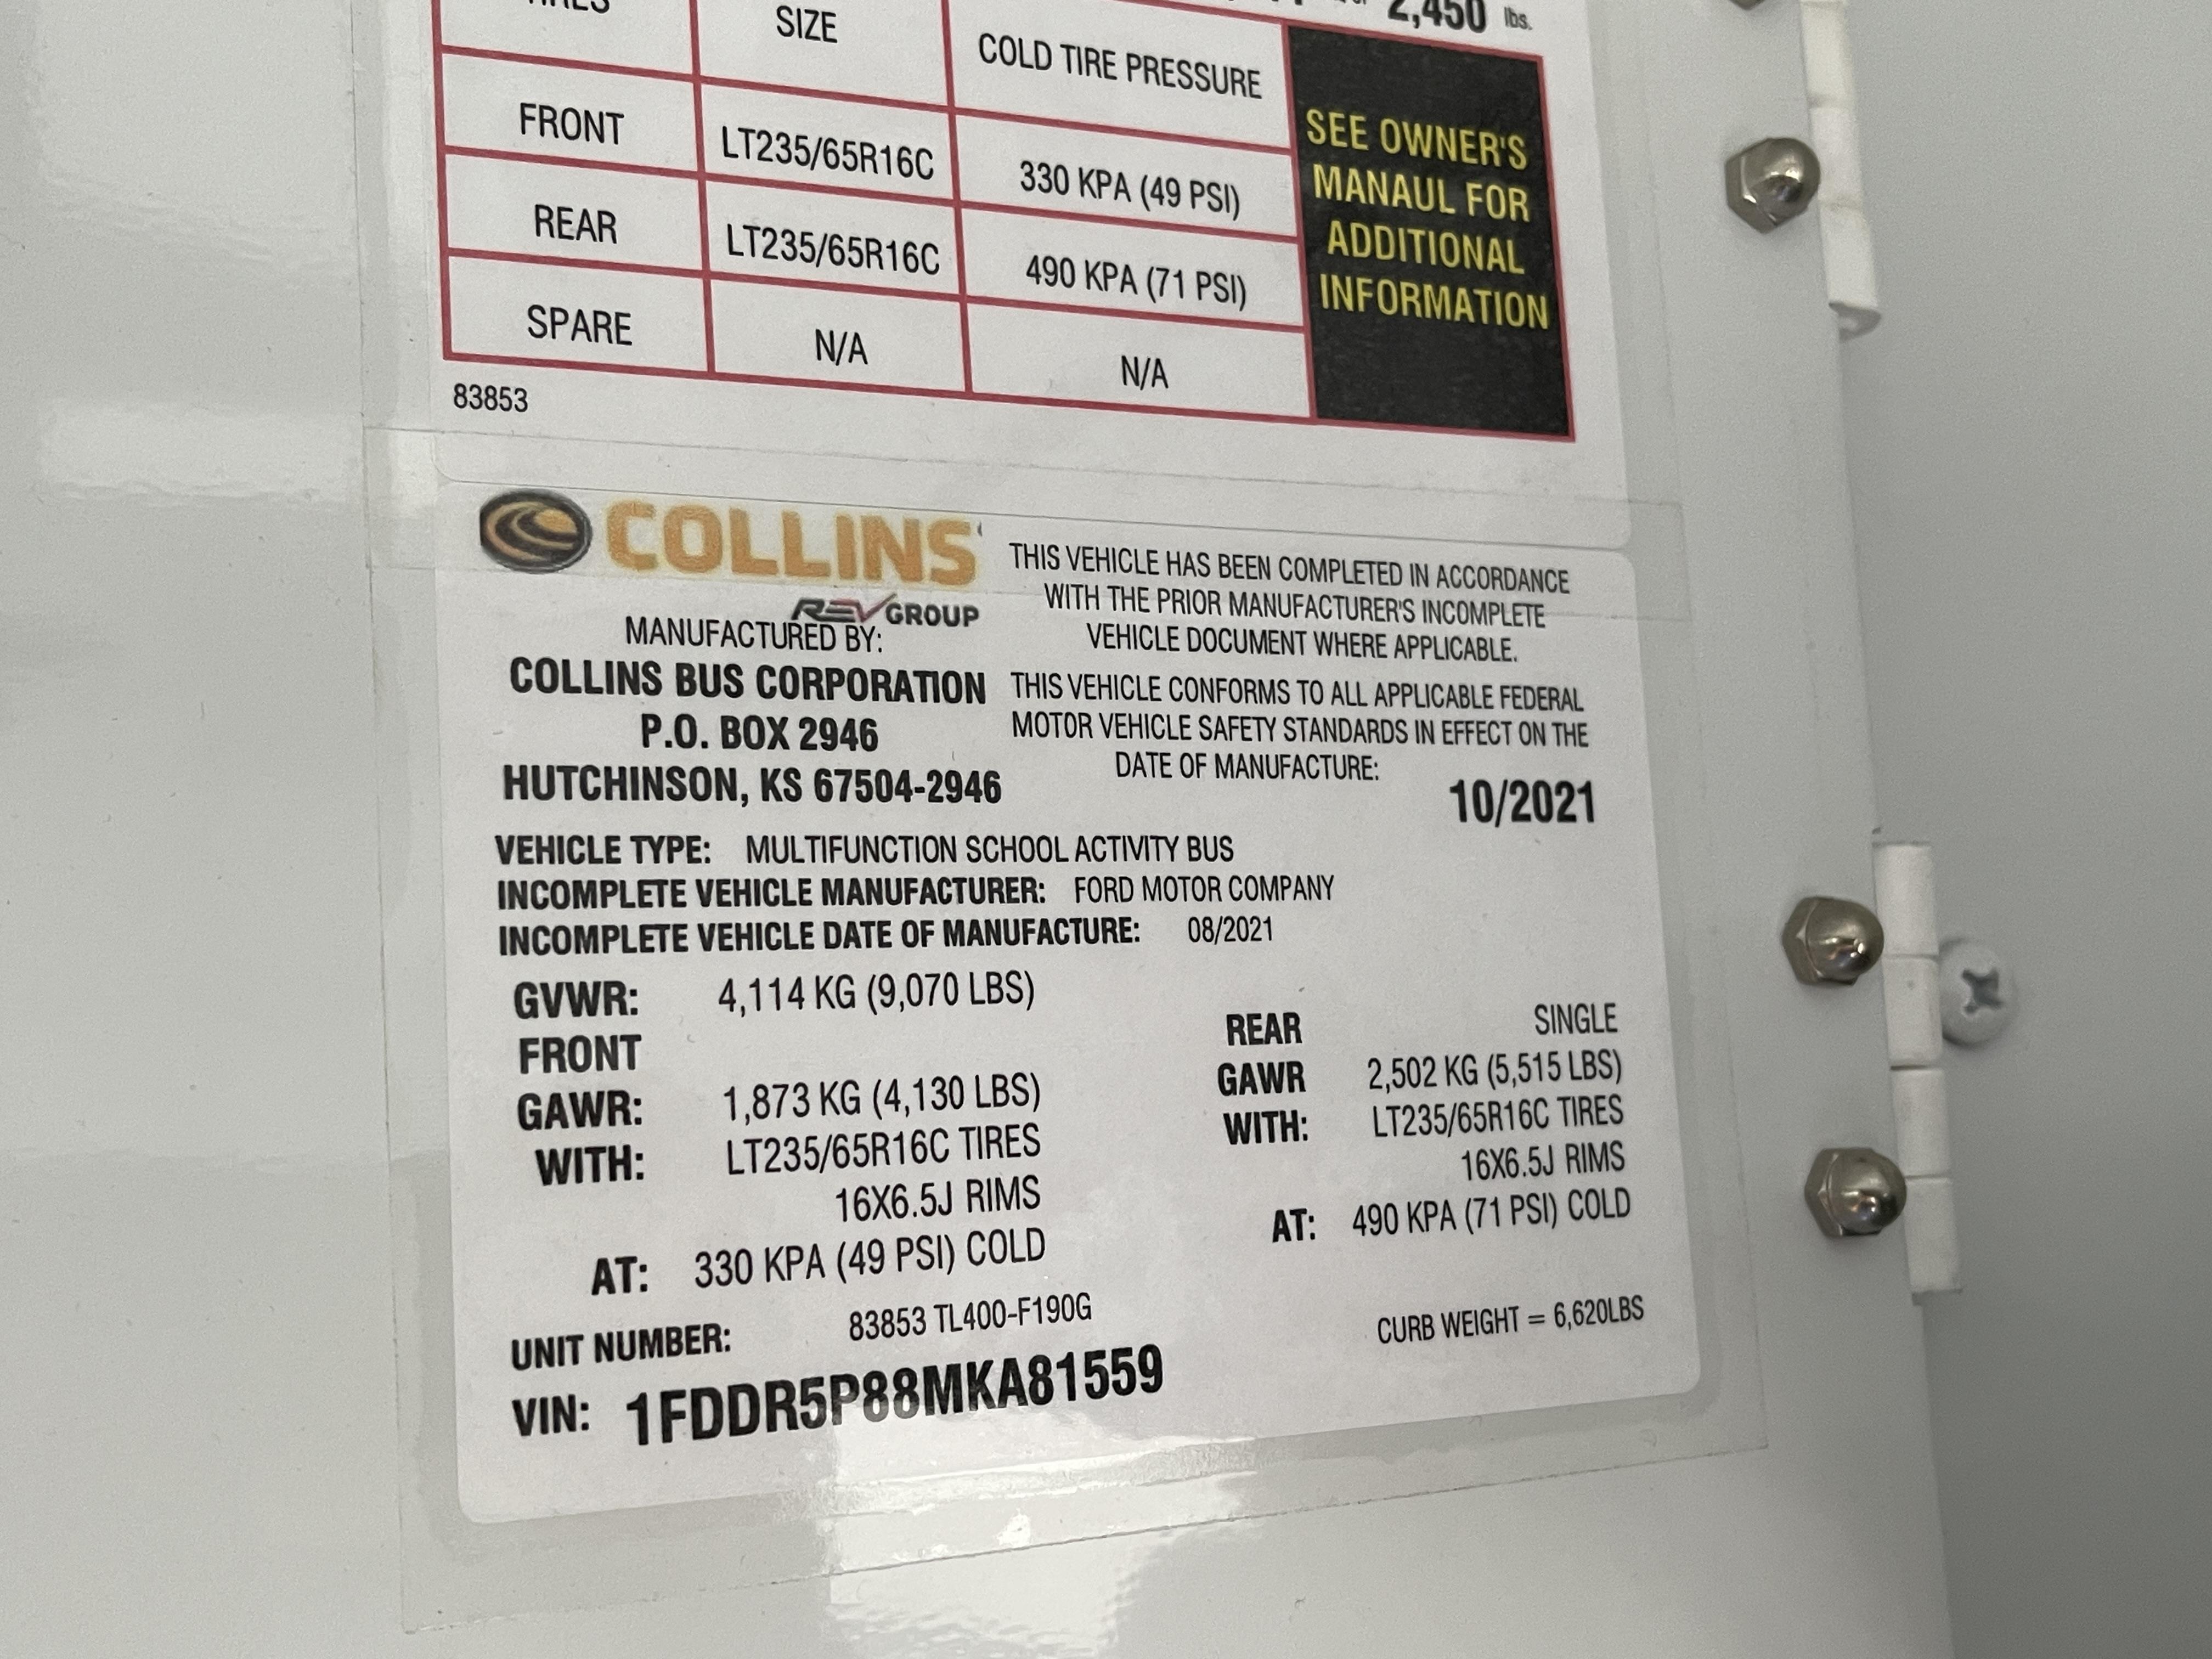 2,450 lbs.
SIZE
COLD TIRE PRESSURE
FRONT LT235/65R16C 330 KPA (49 PSI)
REAR LT235/65R16C 490 KPA (71 PSI)
SPARE N/A N/A
SEE OWNER'S
MANAUL FOR
ADDITIONAL
INFORMATION
83853
COLLINS
REV GROUP
MANUFACTURED BY:
COLLINS BUS CORPORATION
P.O. BOX 2946
HUTCHINSON, KS 67504-2946
THIS VEHICLE HAS BEEN COMPLETED IN ACCORDANCE
WITH THE PRIOR MANUFACTURER'S INCOMPLETE
VEHICLE DOCUMENT WHERE APPLICABLE.
THIS VEHICLE CONFORMS TO ALL APPLICABLE FEDERAL
MOTOR VEHICLE SAFETY STANDARDS IN EFFECT ON THE
DATE OF MANUFACTURE:
10/2021
VEHICLE TYPE: MULTIFUNCTION SCHOOL ACTIVITY BUS
INCOMPLETE VEHICLE MANUFACTURER: FORD MOTOR COMPANY
INCOMPLETE VEHICLE DATE OF MANUFACTURE: 08/2021
GVWR: 4,114 KG (9,070 LBS)
FRONT
GAWR: 1,873 KG (4,130 LBS)
WITH: LT235/65R16C TIRES
16X6.5J RIMS
AT: 330 KPA (49 PSI) COLD
REAR SINGLE
GAWR 2,502 KG (5,515 LBS)
WITH: LT235/65R16C TIRES
16X6.5J RIMS
AT: 490 KPA (71 PSI) COLD
UNIT NUMBER: 83853 TL400-F190G
CURB WEIGHT = 6,620LBS
VIN: 1FDDR5P88MKA81559